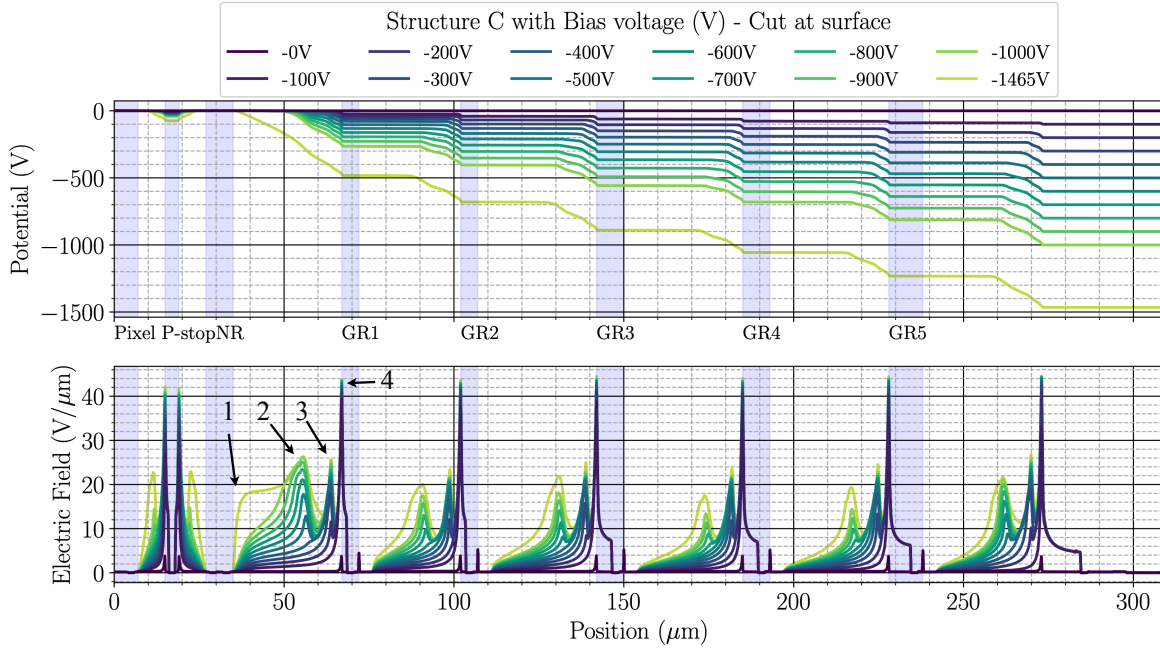 Structure C with Bias voltage (V) - Cut at surface
-0V -200V -400V -600V -800V -1000V
-100V -300V -500V -700V -900V -1465V
Potential (V)
0
−500
−1000
−1500
Pixel P-stop NR GR1 GR2 GR3 GR4 GR5
Electric Field (V/μm)
40
30
20
10
0
1 2 3 4
0 50 100 150 200 250 300
Position (μm)